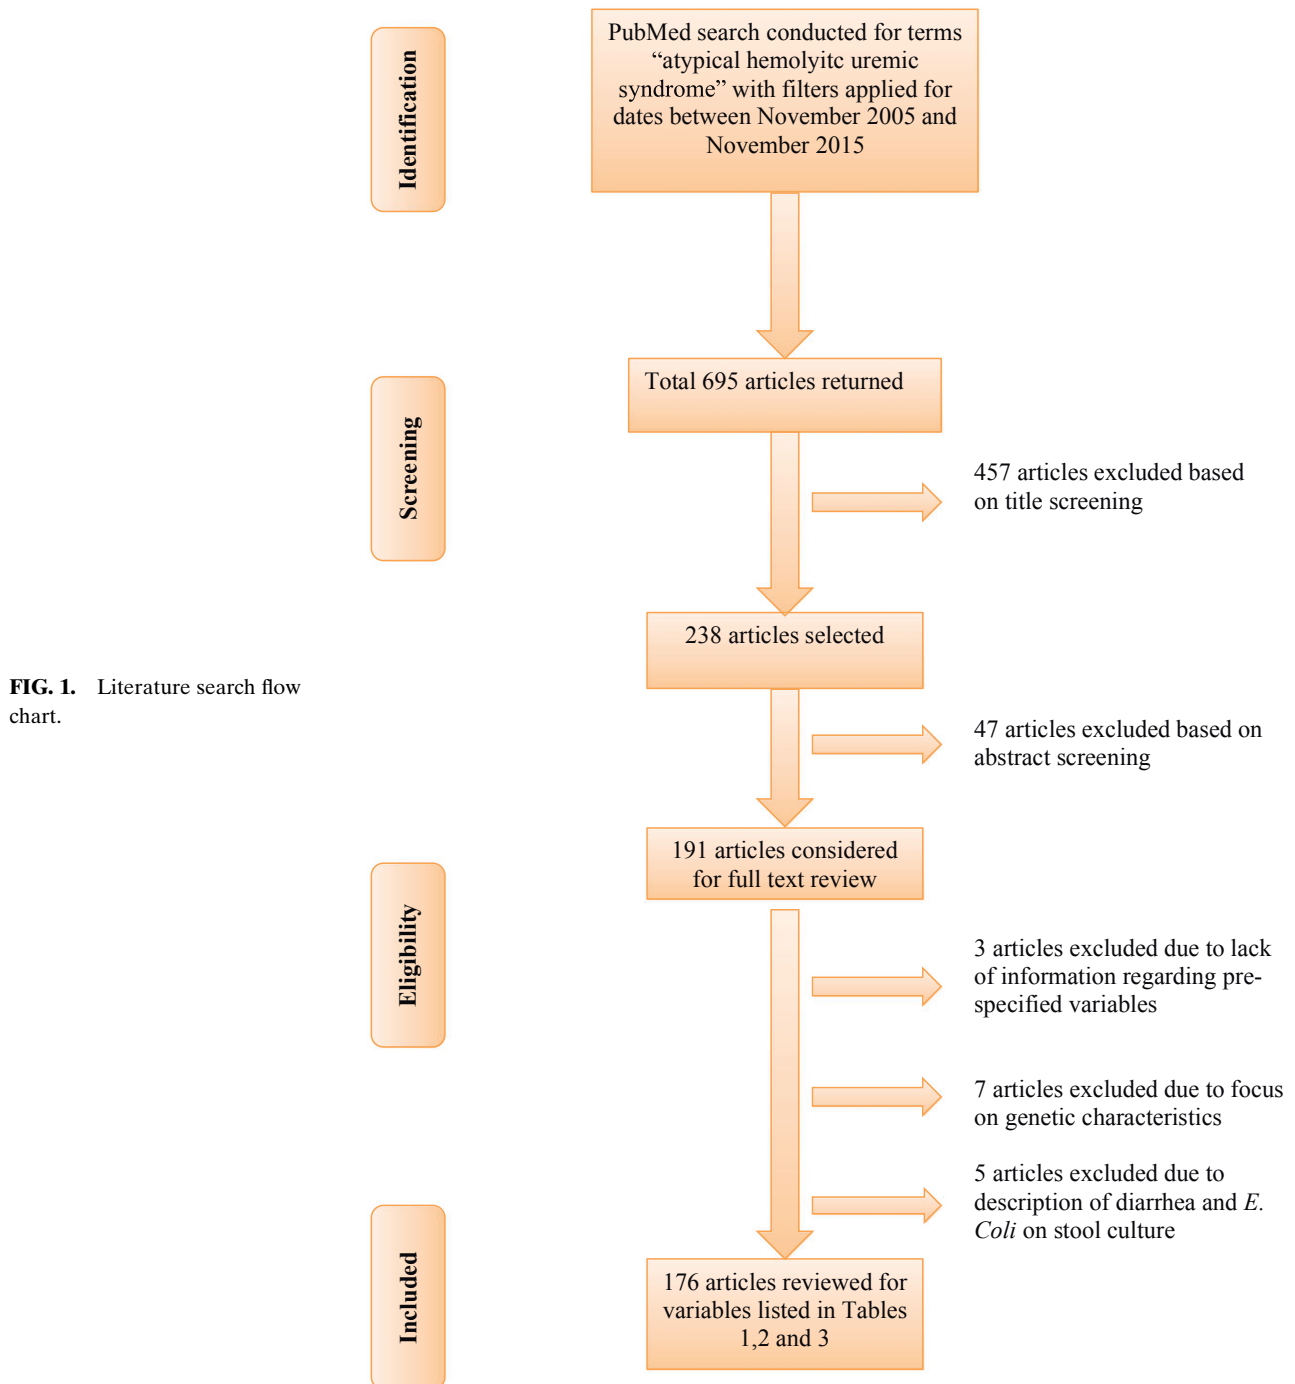 Identification
PubMed search conducted for terms
“atypical hemolyitc uremic
syndrome” with filters applied for
dates between November 2005 and
November 2015
Screening
Total 695 articles returned
457 articles excluded based
on title screening
238 articles selected
FIG. 1. Literature search flow
chart.
47 articles excluded based on
abstract screening
Eligibility
191 articles considered
for full text review
3 articles excluded due to lack
of information regarding pre-
specified variables
7 articles excluded due to focus
on genetic characteristics
5 articles excluded due to
description of diarrhea and E.
Coli on stool culture
Included
176 articles reviewed for
variables listed in Tables
1,2 and 3